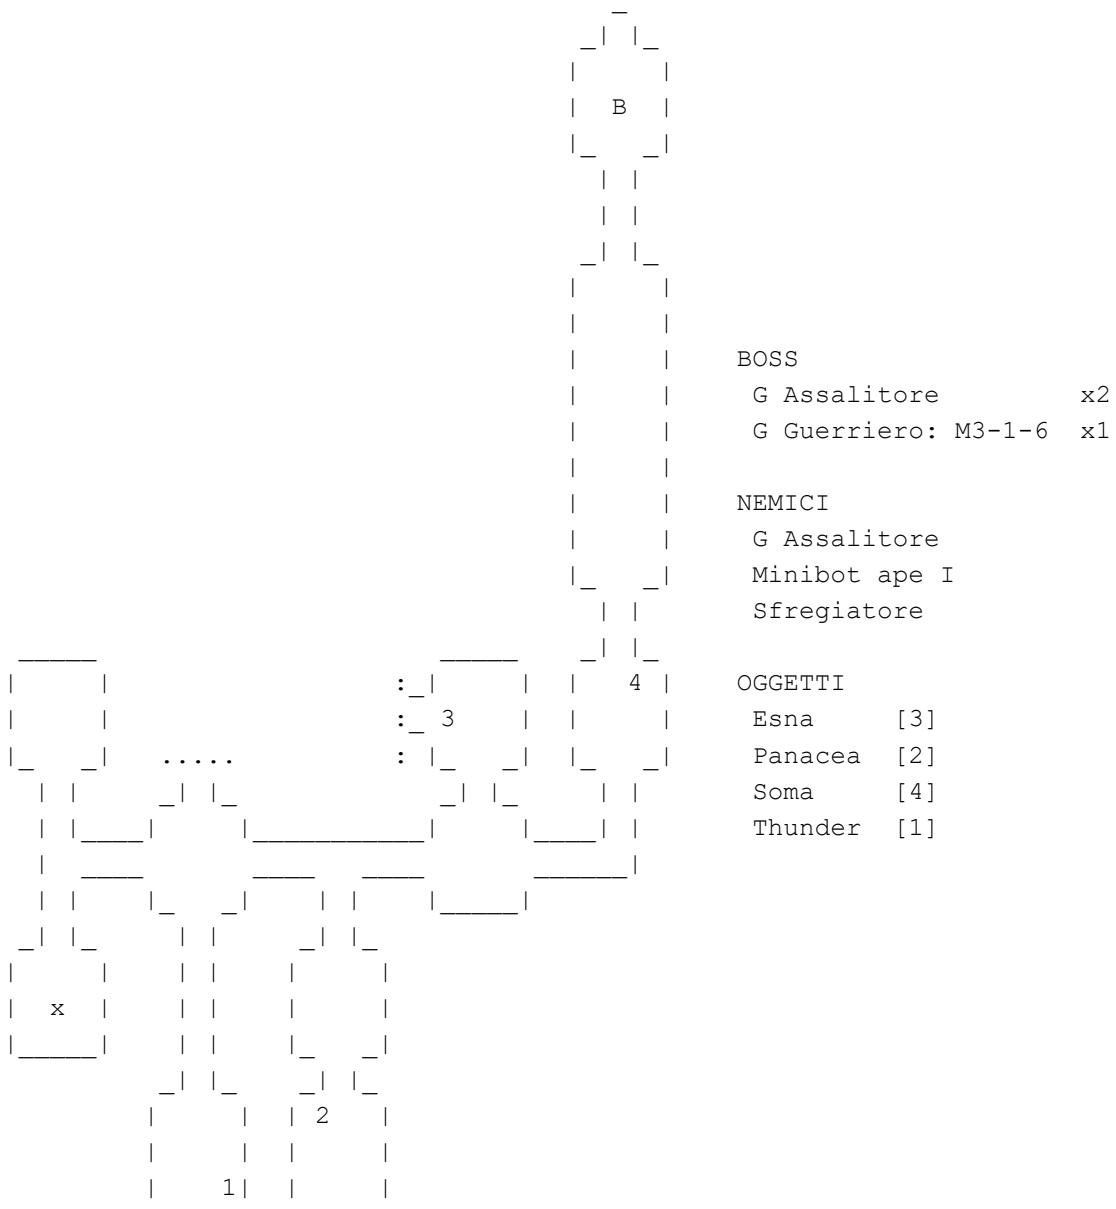 B
BOSS
G Assalitore x2
G Guerriero: M3-1-6 x1
NEMICI
G Assalitore
Minibot ape I
Sfregiatore
4
OGGETTI
3
Esna [3]
Panacea [2]
Soma [4]
Thunder [1]
x
2
1